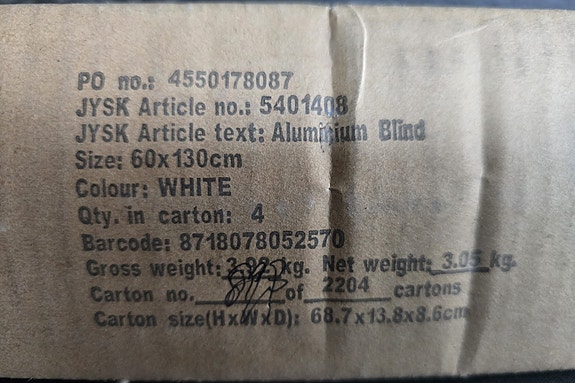 PO no.: 4550178087
JYSK Article no.: 5401408
JYSK Article text: Aluminium Blind
Size: 60x130cm
Colour: WHITE
Qty. in carton: 4
Barcode: 8718078052570
Gross weight: kg. Net weight: 3.05 kg.
Carton no. of 2204 cartons
Carton size(HxWxD): 68.7x13.8x8.6cm